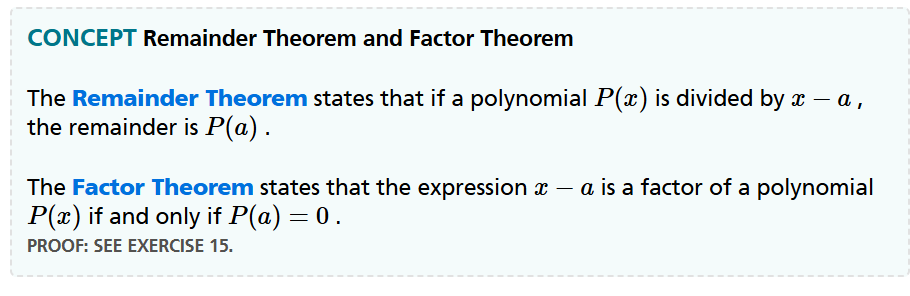 CONCEPT Remainder Theorem and Factor Theorem
The Remainder Theorem states that if a polynomial P(x) is divided by x − a ,
the remainder is P(a) .
The Factor Theorem states that the expression x − a is a factor of a polynomial
P(x) if and only if P(a) = 0 .
PROOF: SEE EXERCISE 15.